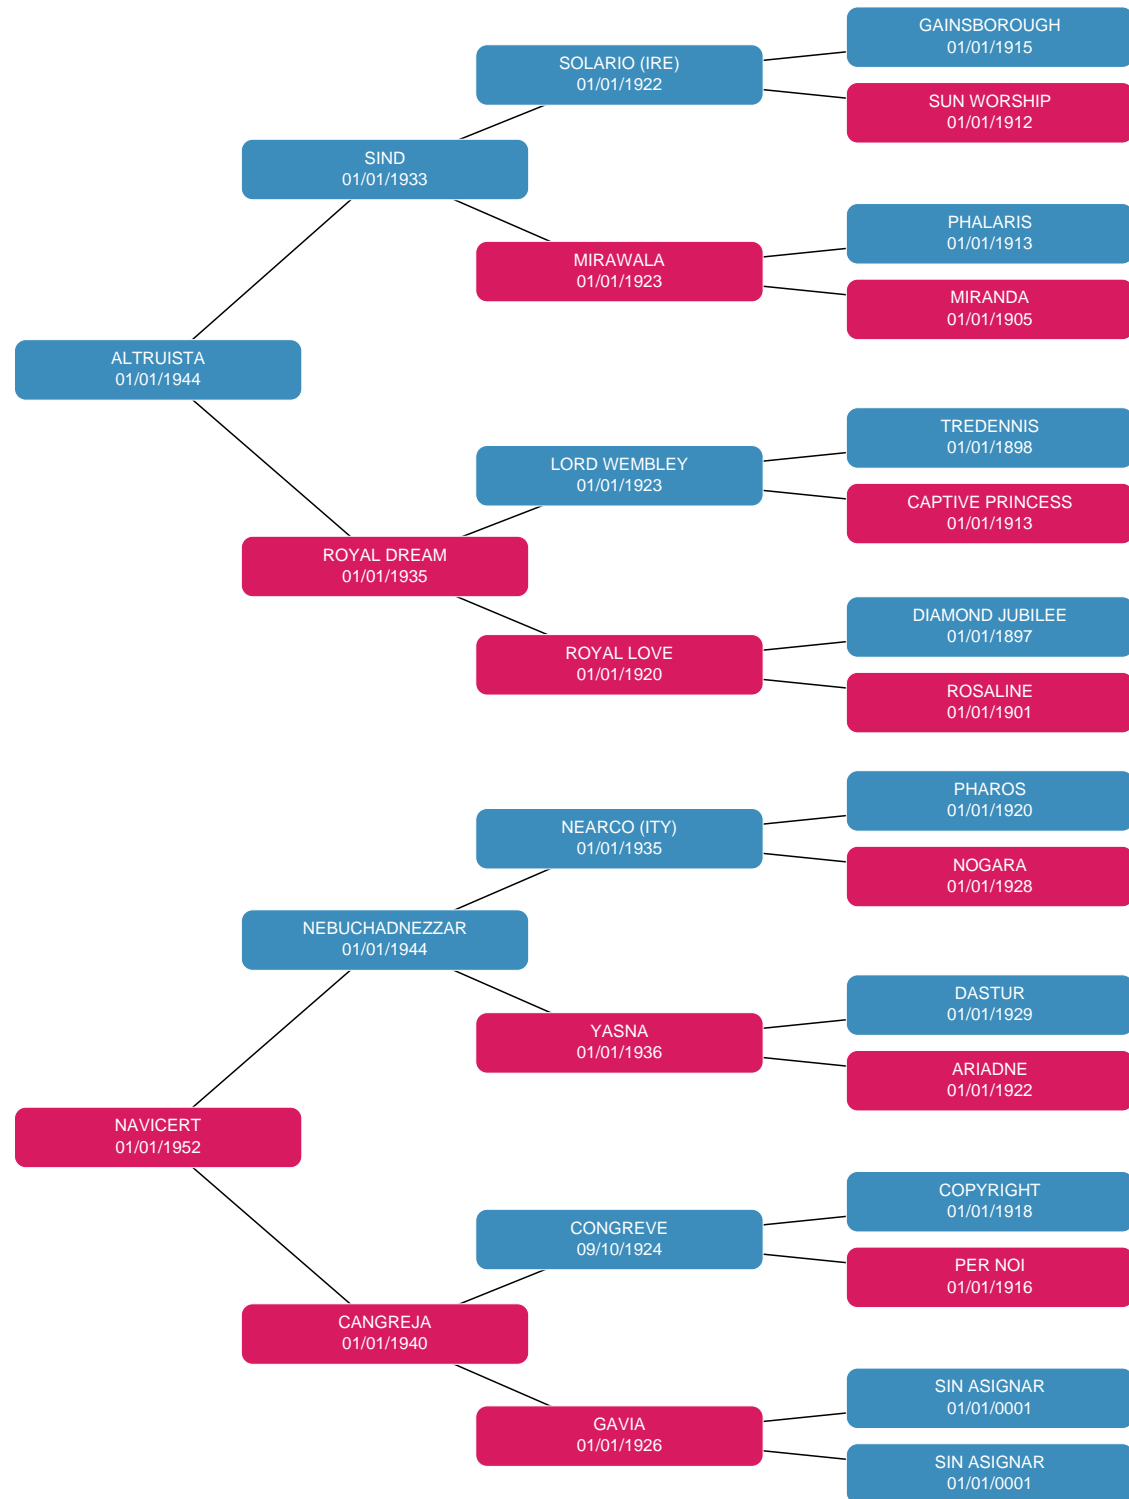 GAINSBOROUGH
01/01/1915
SOLARIO (IRE)
01/01/1922
SUN WORSHIP
01/01/1912
SIND
01/01/1933
PHALARIS
01/01/1913
MIRAWALA
01/01/1923
MIRANDA
01/01/1905
ALTRUISTA
01/01/1944
TREDENNIS
01/01/1898
LORD WEMBLEY
01/01/1923
CAPTIVE PRINCESS
01/01/1913
ROYAL DREAM
01/01/1935
DIAMOND JUBILEE
01/01/1897
ROYAL LOVE
01/01/1920
ROSALINE
01/01/1901
PHAROS
01/01/1920
NEARCO (ITY)
01/01/1935
NOGARA
01/01/1928
NEBUCHADNEZZAR
01/01/1944
DASTUR
01/01/1929
YASNA
01/01/1936
ARIADNE
01/01/1922
NAVICERT
01/01/1952
COPYRIGHT
01/01/1918
CONGREVE
09/10/1924
PER NOI
01/01/1916
CANGREJA
01/01/1940
SIN ASIGNAR
01/01/0001
GAVIA
01/01/1926
SIN ASIGNAR
01/01/0001